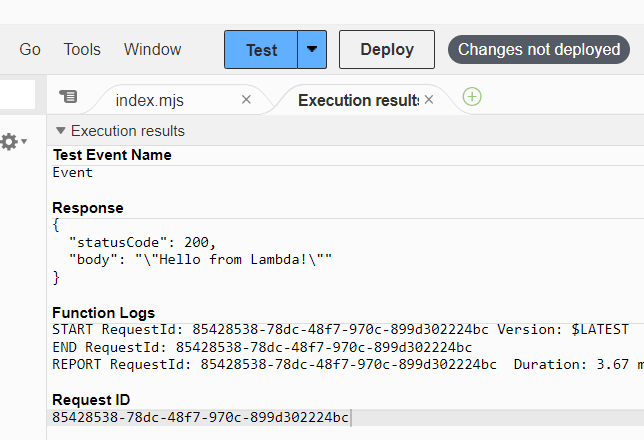 Go Tools Window Test Deploy Changes not deployed
index.mjs × Execution results ×
Execution results
Test Event Name
Event
Response
{
  "statusCode": 200,
  "body": "\"Hello from Lambda!\""
}
Function Logs
START RequestId: 85428538-78dc-48f7-970c-899d302224bc Version: $LATEST
END RequestId: 85428538-78dc-48f7-970c-899d302224bc
REPORT RequestId: 85428538-78dc-48f7-970c-899d302224bc  Duration: 3.67 m
Request ID
85428538-78dc-48f7-970c-899d302224bc